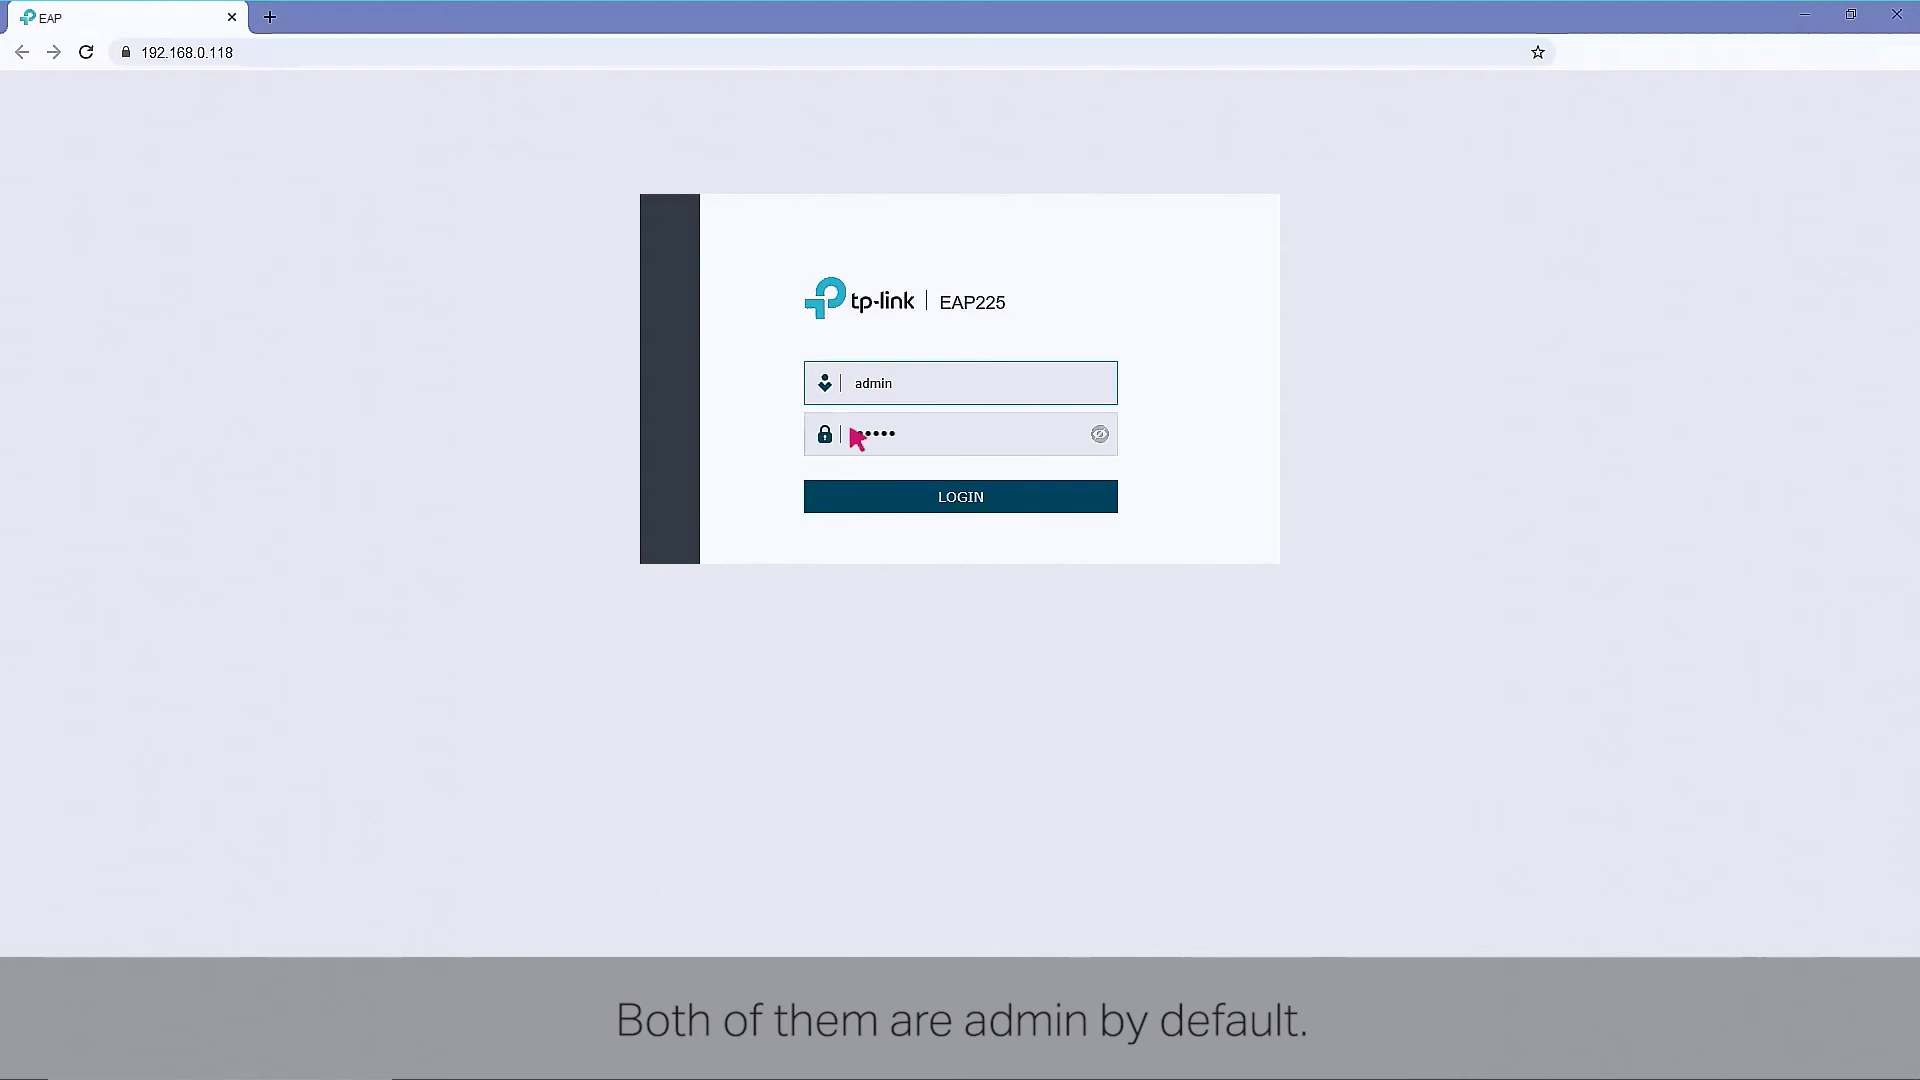 EAP
192.168.0.118
tp-link | EAP225
admin
LOGIN
Both of them are admin by default.